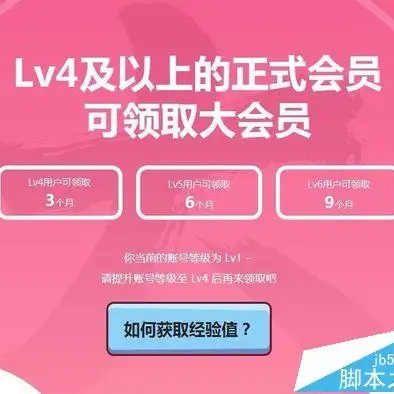 Lv4及以上的正式会员
可领取大会员
Lv4用户可领取
3个月
Lv5用户可领取
6个月
Lv6用户可领取
9个月
你当前的账号等级为 Lv1 ~
请提升账号等级至 Lv4 后再来领取吧
如何获取经验值？
jb5
脚本